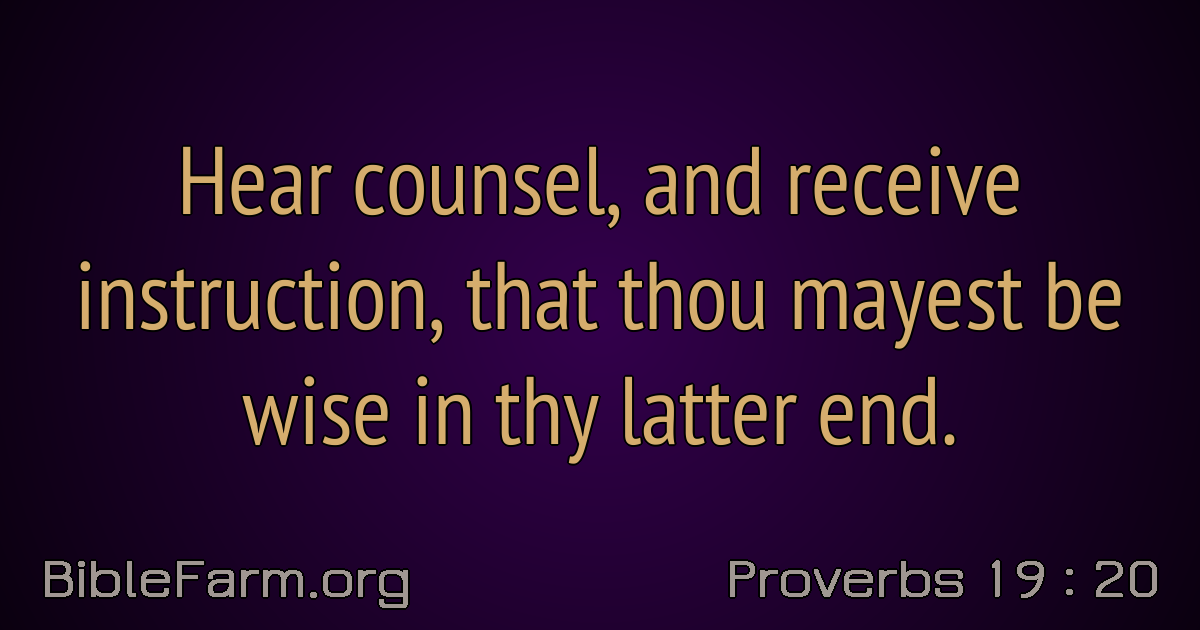 Hear counsel, and receive
instruction, that thou mayest be
wise in thy latter end.
BibleFarm.org
Proverbs 19 : 20